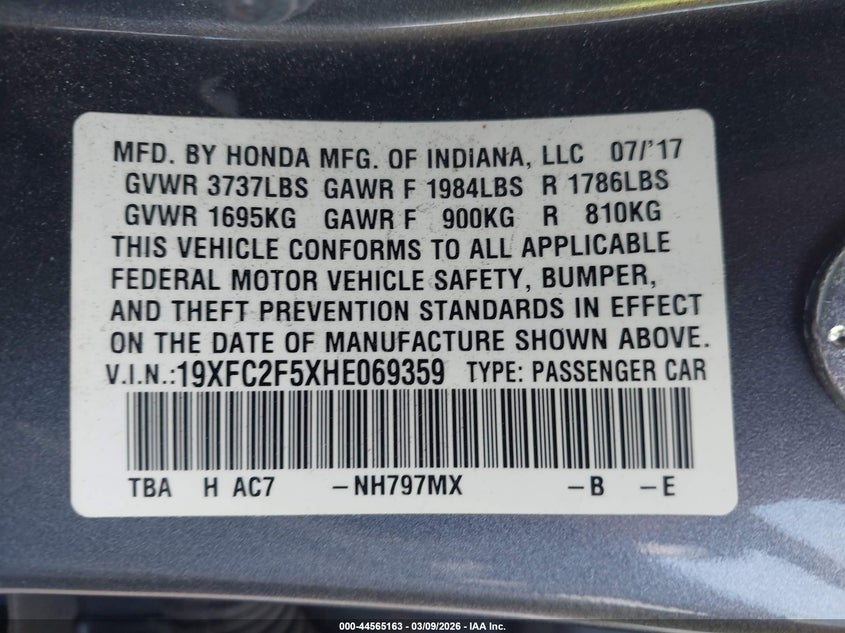 MFD. BY HONDA MFG. OF INDIANA, LLC 07/'17
GVWR 3737LBS GAWR F 1984LBS R 1786LBS
GVWR 1695KG GAWR F 900KG R 810KG
THIS VEHICLE CONFORMS TO ALL APPLICABLE
FEDERAL MOTOR VEHICLE SAFETY, BUMPER,
AND THEFT PREVENTION STANDARDS IN EFFECT
ON THE DATE OF MANUFACTURE SHOWN ABOVE.
V.I.N.:19XFC2F5XHE069359 TYPE: PASSENGER CAR
TBA H AC7 -NH797MX -B -E
000-44565163 - 03/09/2026 - IAA Inc.